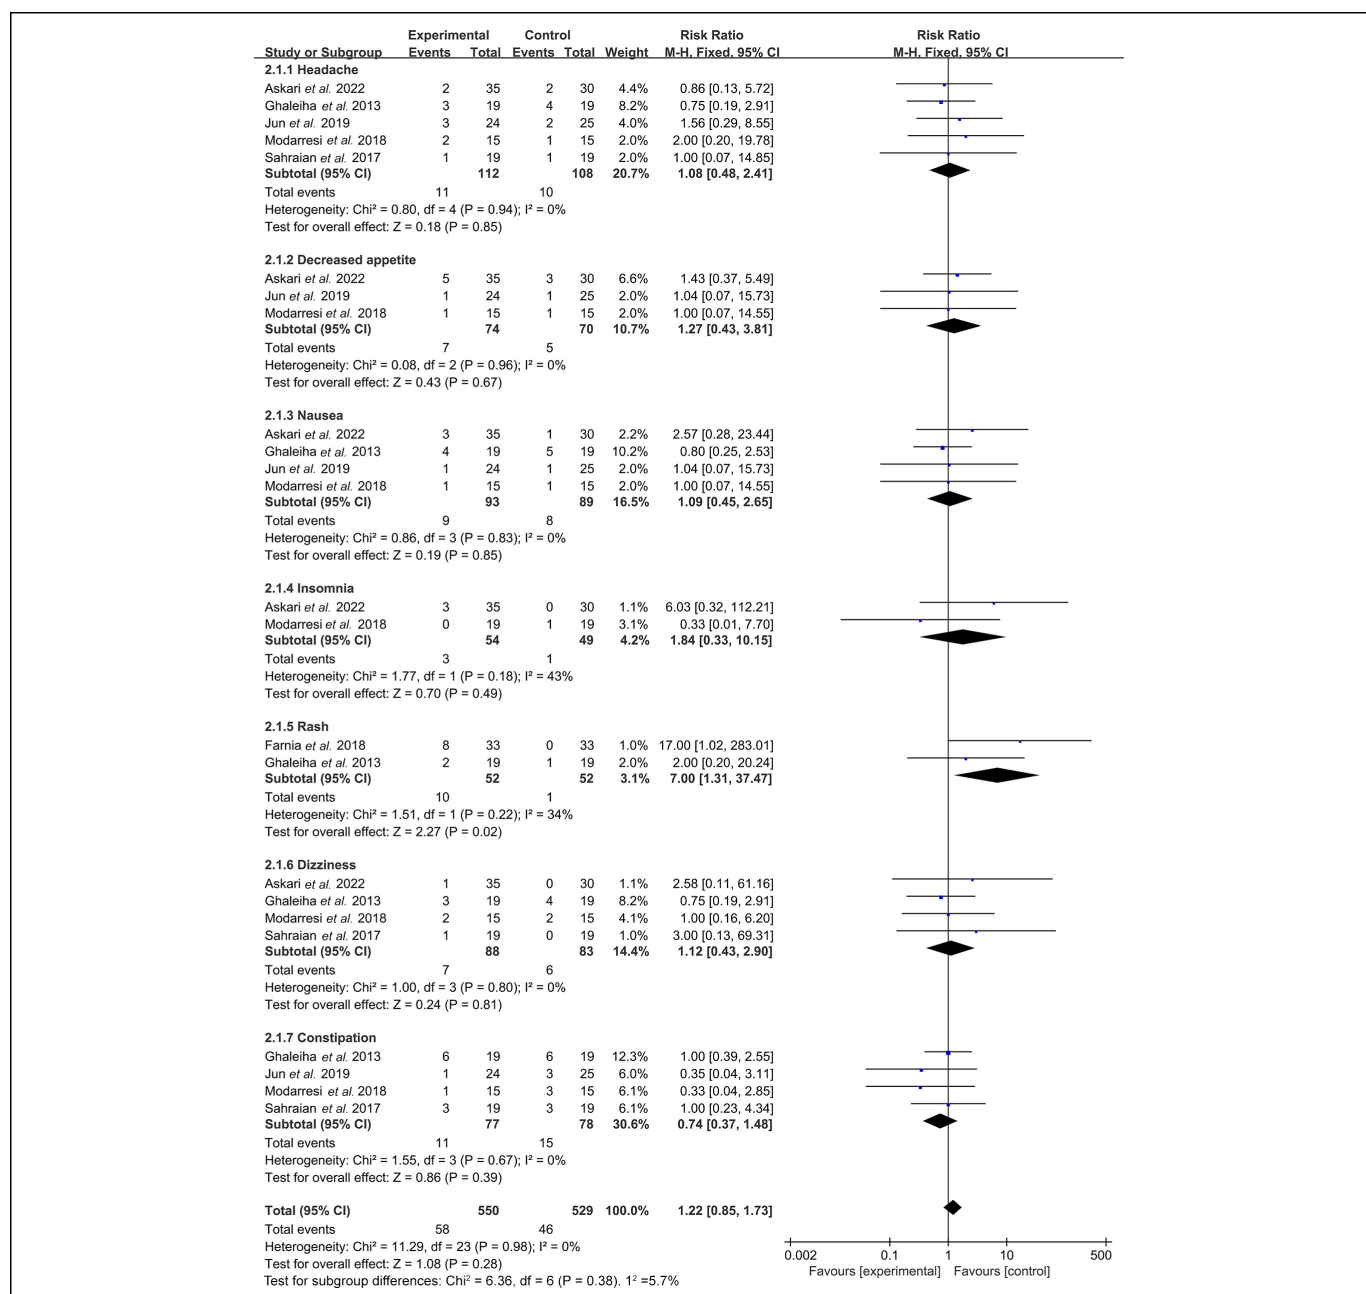 Experimental Control Risk Ratio Risk Ratio
Study or Subgroup Events Total Events Total Weight M-H, Fixed, 95% CI M-H, Fixed, 95% CI
2.1.1 Headache
Askari et al. 2022 2 35 2 30 4.4% 0.86 [0.13, 5.72]
Ghaleiha et al. 2013 3 19 4 19 8.2% 0.75 [0.19, 2.91]
Jun et al. 2019 3 24 2 25 4.0% 1.56 [0.29, 8.55]
Modarresi et al. 2018 2 15 1 15 2.0% 2.00 [0.20, 19.78]
Sahraian et al. 2017 1 19 1 19 2.0% 1.00 [0.07, 14.85]
Subtotal (95% CI) 112 108 20.7% 1.08 [0.48, 2.41]
Total events 11 10
Heterogeneity: Chi² = 0.80, df = 4 (P = 0.94); I² = 0%
Test for overall effect: Z = 0.18 (P = 0.85)
2.1.2 Decreased appetite
Askari et al. 2022 5 35 3 30 6.6% 1.43 [0.37, 5.49]
Jun et al. 2019 1 24 1 25 2.0% 1.04 [0.07, 15.73]
Modarresi et al. 2018 1 15 1 15 2.0% 1.00 [0.07, 14.55]
Subtotal (95% CI) 74 70 10.7% 1.27 [0.43, 3.81]
Total events 7 5
Heterogeneity: Chi² = 0.08, df = 2 (P = 0.96); I² = 0%
Test for overall effect: Z = 0.43 (P = 0.67)
2.1.3 Nausea
Askari et al. 2022 3 35 1 30 2.2% 2.57 [0.28, 23.44]
Ghaleiha et al. 2013 4 19 5 19 10.2% 0.80 [0.25, 2.53]
Jun et al. 2019 1 24 1 25 2.0% 1.04 [0.07, 15.73]
Modarresi et al. 2018 1 15 1 15 2.0% 1.00 [0.07, 14.55]
Subtotal (95% CI) 93 89 16.5% 1.09 [0.45, 2.65]
Total events 9 8
Heterogeneity: Chi² = 0.86, df = 3 (P = 0.83); I² = 0%
Test for overall effect: Z = 0.19 (P = 0.85)
2.1.4 Insomnia
Askari et al. 2022 3 35 0 30 1.1% 6.03 [0.32, 112.21]
Modarresi et al. 2018 0 19 1 19 3.1% 0.33 [0.01, 7.70]
Subtotal (95% CI) 54 49 4.2% 1.84 [0.33, 10.15]
Total events 3 1
Heterogeneity: Chi² = 1.77, df = 1 (P = 0.18); I² = 43%
Test for overall effect: Z = 0.70 (P = 0.49)
2.1.5 Rash
Farnia et al. 2018 8 33 0 33 1.0% 17.00 [1.02, 283.01]
Ghaleiha et al. 2013 2 19 1 19 2.0% 2.00 [0.20, 20.24]
Subtotal (95% CI) 52 52 3.1% 7.00 [1.31, 37.47]
Total events 10 1
Heterogeneity: Chi² = 1.51, df = 1 (P = 0.22); I² = 34%
Test for overall effect: Z = 2.27 (P = 0.02)
2.1.6 Dizziness
Askari et al. 2022 1 35 0 30 1.1% 2.58 [0.11, 61.16]
Ghaleiha et al. 2013 3 19 4 19 8.2% 0.75 [0.19, 2.91]
Modarresi et al. 2018 2 15 2 15 4.1% 1.00 [0.16, 6.20]
Sahraian et al. 2017 1 19 0 19 1.0% 3.00 [0.13, 69.31]
Subtotal (95% CI) 88 83 14.4% 1.12 [0.43, 2.90]
Total events 7 6
Heterogeneity: Chi² = 1.00, df = 3 (P = 0.80); I² = 0%
Test for overall effect: Z = 0.24 (P = 0.81)
2.1.7 Constipation
Ghaleiha et al. 2013 6 19 6 19 12.3% 1.00 [0.39, 2.55]
Jun et al. 2019 1 24 3 25 6.0% 0.35 [0.04, 3.11]
Modarresi et al. 2018 1 15 3 15 6.1% 0.33 [0.04, 2.85]
Sahraian et al. 2017 3 19 3 19 6.1% 1.00 [0.23, 4.34]
Subtotal (95% CI) 77 78 30.6% 0.74 [0.37, 1.48]
Total events 11 15
Heterogeneity: Chi² = 1.55, df = 3 (P = 0.67); I² = 0%
Test for overall effect: Z = 0.86 (P = 0.39)
Total (95% CI) 550 529 100.0% 1.22 [0.85, 1.73]
Total events 58 46
Heterogeneity: Chi² = 11.29, df = 23 (P = 0.98); I² = 0%
Test for overall effect: Z = 1.08 (P = 0.28)
Test for subgroup differences: Chi² = 6.36, df = 6 (P = 0.38). 1² =5.7%
0.002 0.1 1 10 500
Favours [experimental] Favours [control]